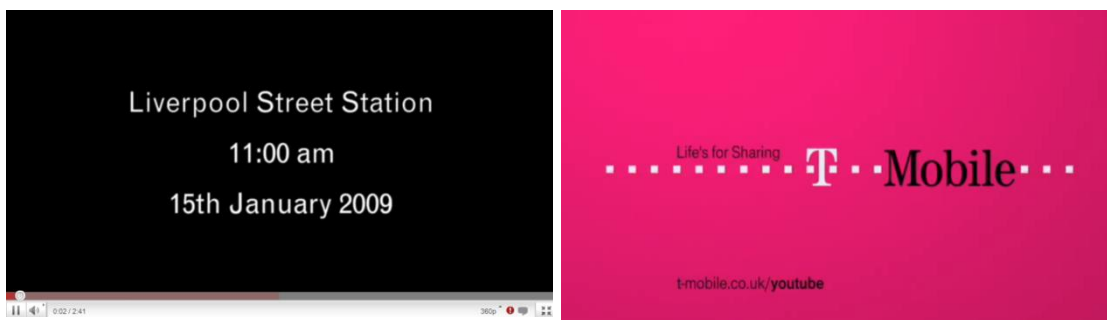 Liverpool Street Station
11:00 am
15th January 2009
0:02 / 2:41
360p
Life's for Sharing
T Mobile
t-mobile.co.uk/youtube